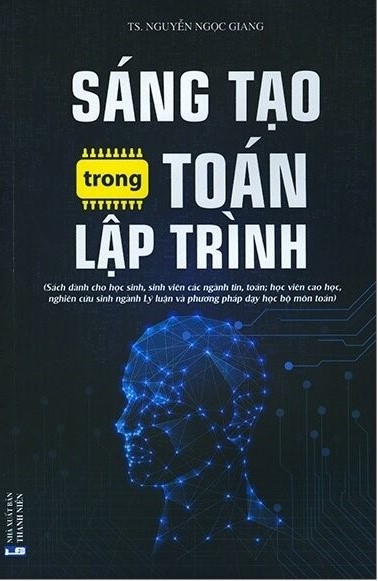 TS. NGUYỄN NGỌC GIANG
SÁNG TẠO
trong TOÁN
LẬP TRÌNH
(Sách dành cho học sinh, sinh viên các ngành tin, toán; học viên cao học,
nghiên cứu sinh ngành Lý luận và phương pháp dạy học bộ môn toán)
NHÀ XUẤT BẢN
THANH NIÊN